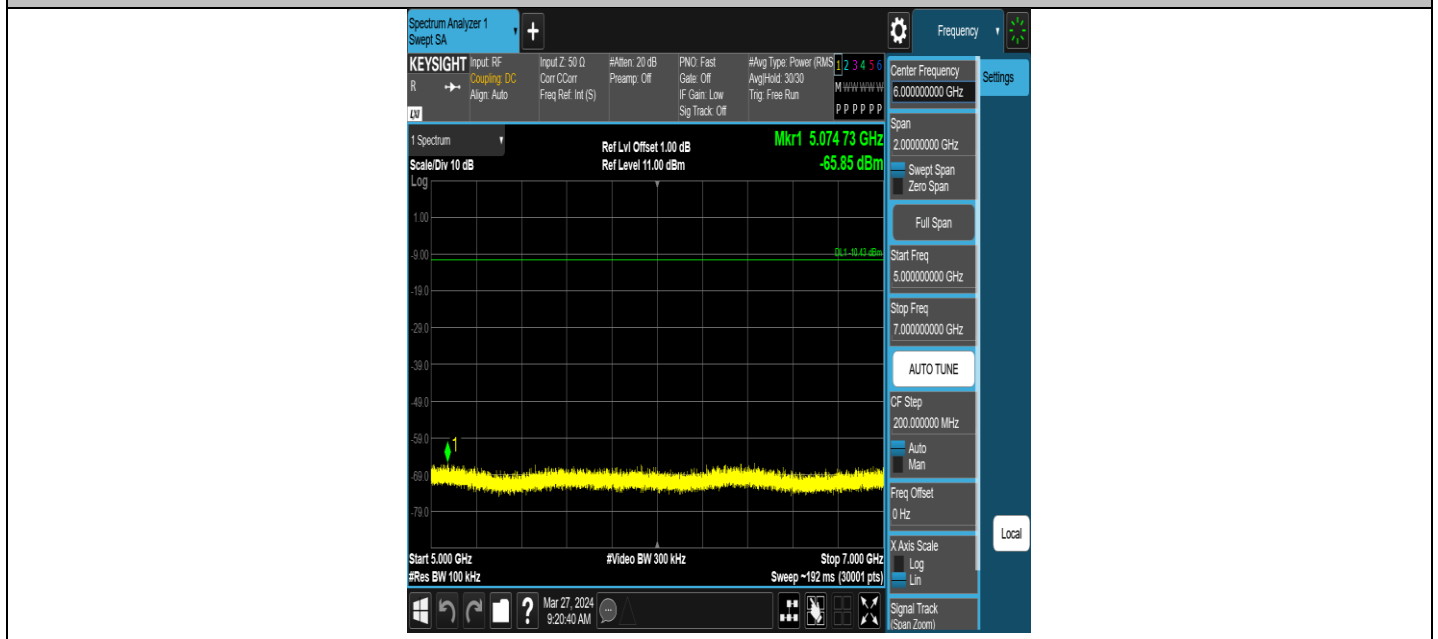 Spectrum Analyzer 1
Swept SA
+
Frequency
KEYSIGHT
R
LXI
Input: RF
Coupling: DC
Align: Auto
Input Z: 50 Ω
Corr CCorr
Freq Ref: Int (S)
#Atten: 20 dB
Preamp: Off
PNO: Fast
Gate: Off
IF Gain: Low
Sig Track: Off
#Avg Type: Power (RMS
Avg|Hold: 30/30
Trig: Free Run
1 2 3 4 5 6
M W W W W W
P P P P P P
1 Spectrum
Scale/Div 10 dB
Log
Ref Lvl Offset 1.00 dB
Ref Level 11.00 dBm
Mkr1 5.074 73 GHz
-65.85 dBm
1.00
-9.00
DL1 -10.43 dBm
-19.0
-29.0
-39.0
-49.0
-59.0
1
-69.0
-79.0
Start 5.000 GHz
#Video BW 300 kHz
Stop 7.000 GHz
#Res BW 100 kHz
Sweep ~192 ms (30001 pts)
Center Frequency
6.000000000 GHz
Settings
Span
2.00000000 GHz
Swept Span
Zero Span
Full Span
Start Freq
5.000000000 GHz
Stop Freq
7.000000000 GHz
AUTO TUNE
CF Step
200.000000 MHz
Auto
Man
Freq Offset
0 Hz
X Axis Scale
Log
Lin
Local
Signal Track
(Span Zoom)
?
Mar 27, 2024
9:20:40 AM